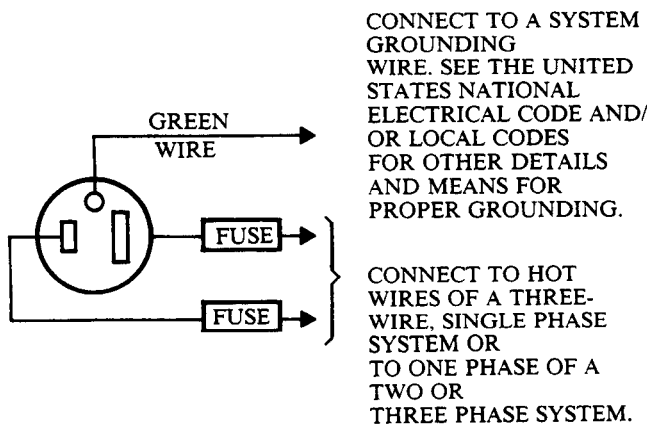 CONNECT TO A SYSTEM
GROUNDING
WIRE. SEE THE UNITED
STATES NATIONAL
ELECTRICAL CODE AND/
OR LOCAL CODES
FOR OTHER DETAILS
AND MEANS FOR
PROPER GROUNDING.
GREEN
WIRE
FUSE
FUSE
CONNECT TO HOT
WIRES OF A THREE-
WIRE, SINGLE PHASE
SYSTEM OR
TO ONE PHASE OF A
TWO OR
THREE PHASE SYSTEM.